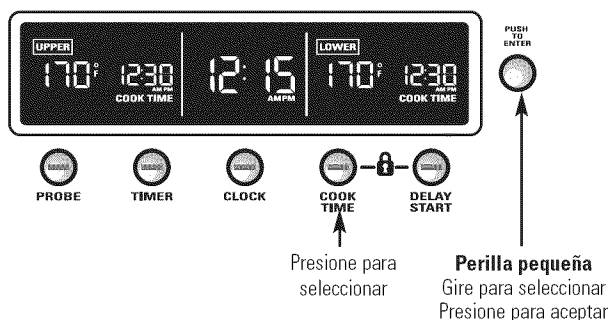 UPPER
170°F
12:30
AM PM
COOK TIME
12:15
AM PM
LOWER
170°F
12:30
AM PM
COOK TIME
PUSH
TO
ENTER
PROBE
TIMER
CLOCK
COOK
TIME
DELAY
START
Presione para
seleccionar
Perilla pequeña
Gire para seleccionar
Presione para aceptar